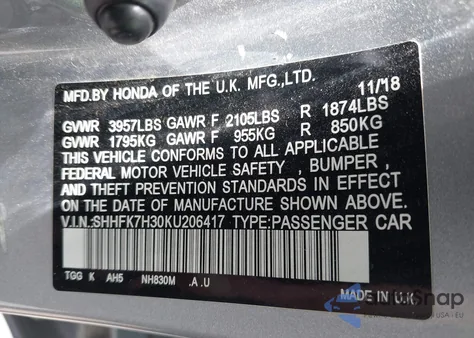 MFD.BY HONDA OF THE U.K. MFG.,LTD. 11/18
GVWR 3957LBS GAWR F 2105LBS R 1874LBS
GVWR 1795KG GAWR F 955KG R 850KG
THIS VEHICLE CONFORMS TO ALL APPLICABLE
FEDERAL MOTOR VEHICLE SAFETY, BUMPER,
AND THEFT PREVENTION STANDARDS IN EFFECT
ON THE DATE OF MANUFACTURE SHOWN ABOVE.
V.I.N.:SHHFK7H30KU206417 TYPE:PASSENGER CAR
TGG K AH5 NH830M .A.U
MADE IN U.K.